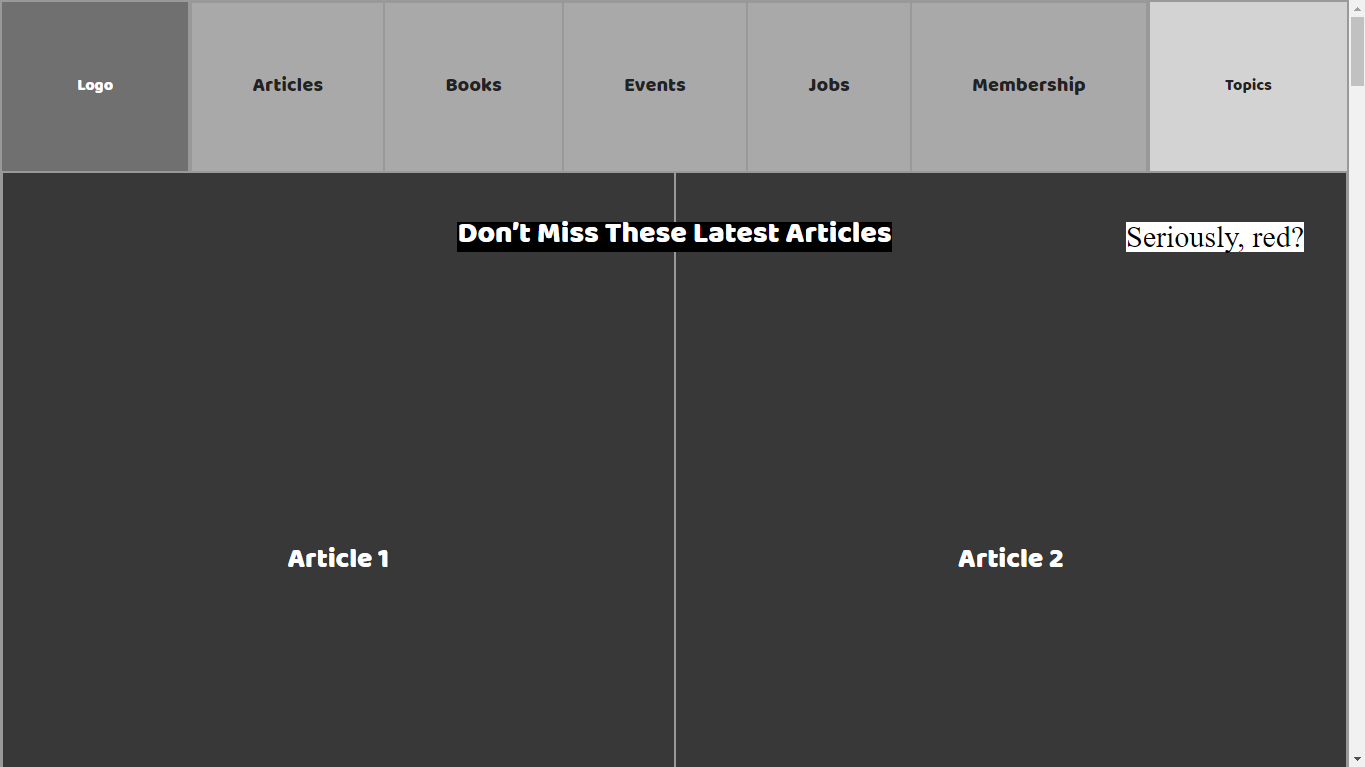 Logo
Articles
Books
Events
Jobs
Membership
Topics
Don’t Miss These Latest Articles
Seriously, red?
Article 1
Article 2